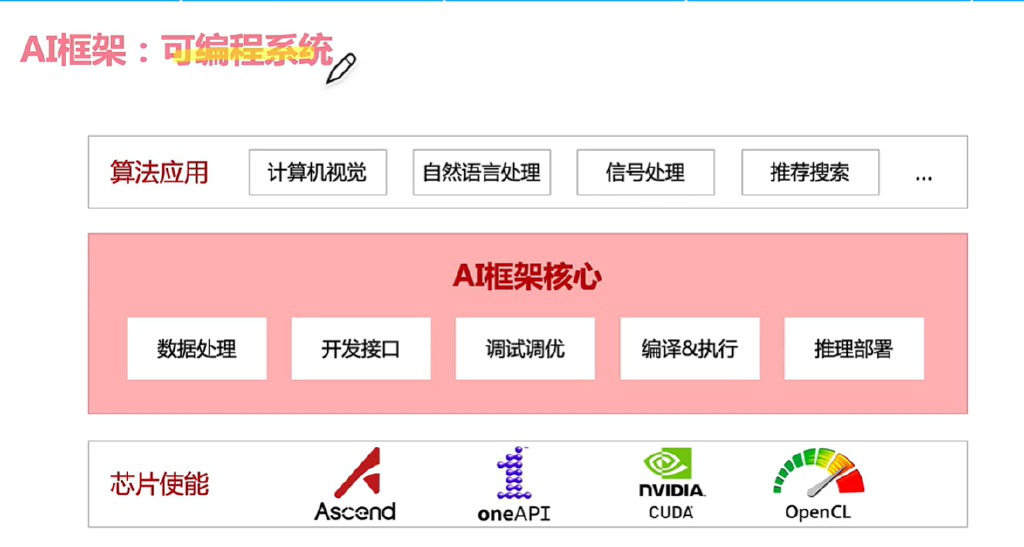 AI框架：可编程系统
算法应用
计算机视觉
自然语言处理
信号处理
推荐搜索
...
AI框架核心
数据处理
开发接口
调试调优
编译&执行
推理部署
芯片使能
Ascend
oneAPI
NVIDIA.
CUDA
OpenCL